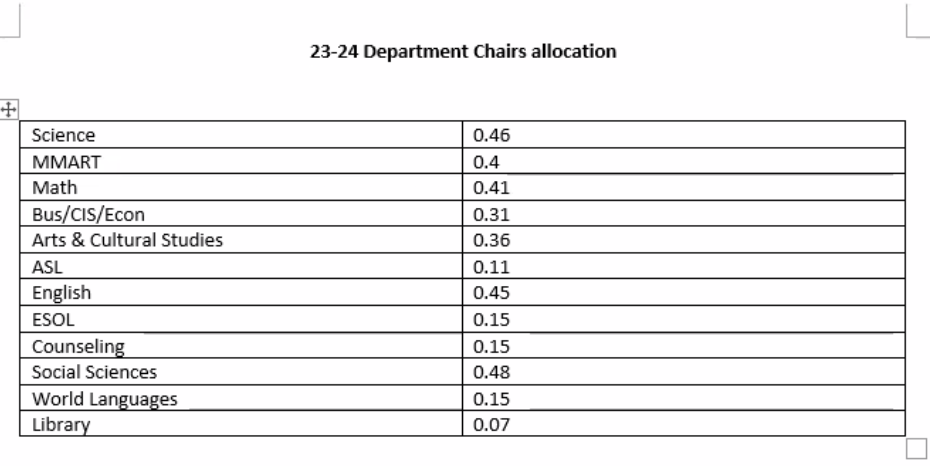 23-24 Department Chairs allocation
Science 0.46
MMART 0.4
Math 0.41
Bus/CIS/Econ 0.31
Arts & Cultural Studies 0.36
ASL 0.11
English 0.45
ESOL 0.15
Counseling 0.15
Social Sciences 0.48
World Languages 0.15
Library 0.07